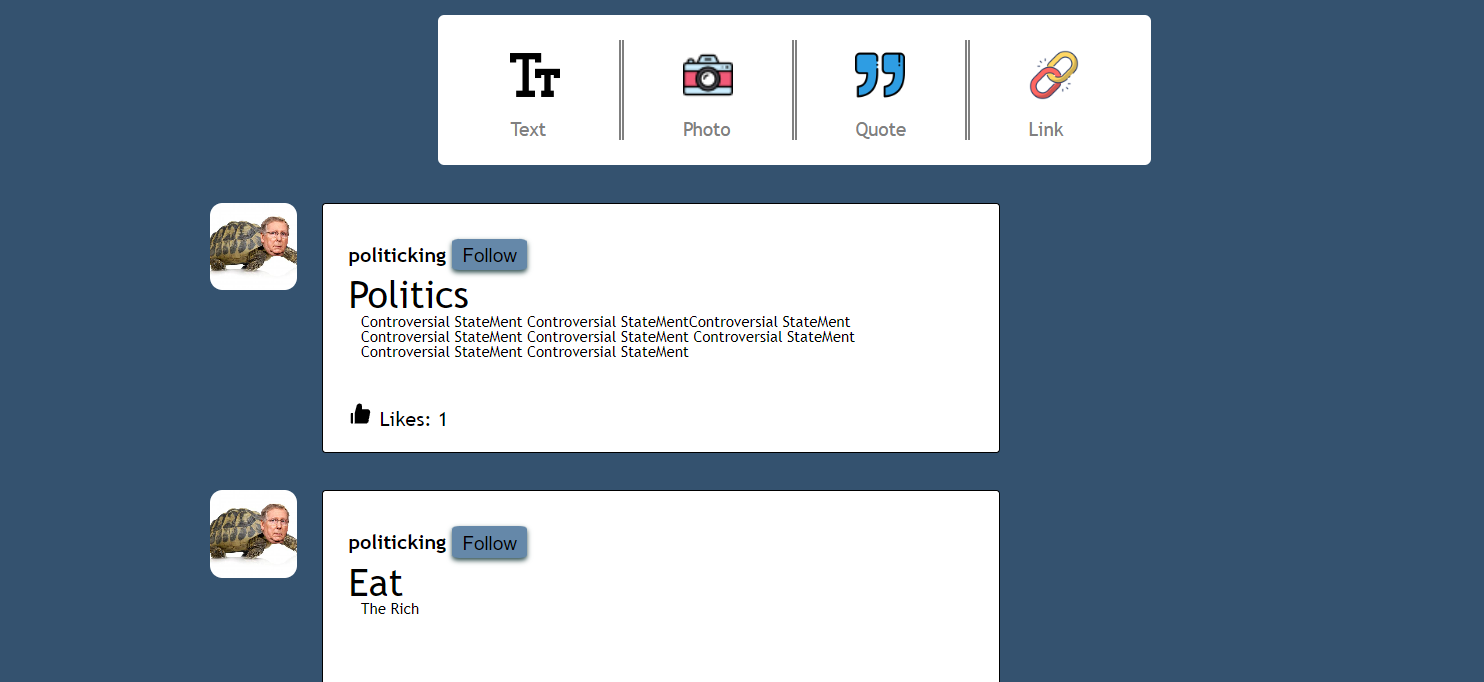 Text Photo Quote Link
politicking Follow
Politics
Controversial StateMent Controversial StateMentControversial StateMent
Controversial StateMent Controversial StateMent Controversial StateMent
Controversial StateMent Controversial StateMent
Likes: 1
politicking Follow
Eat
The Rich